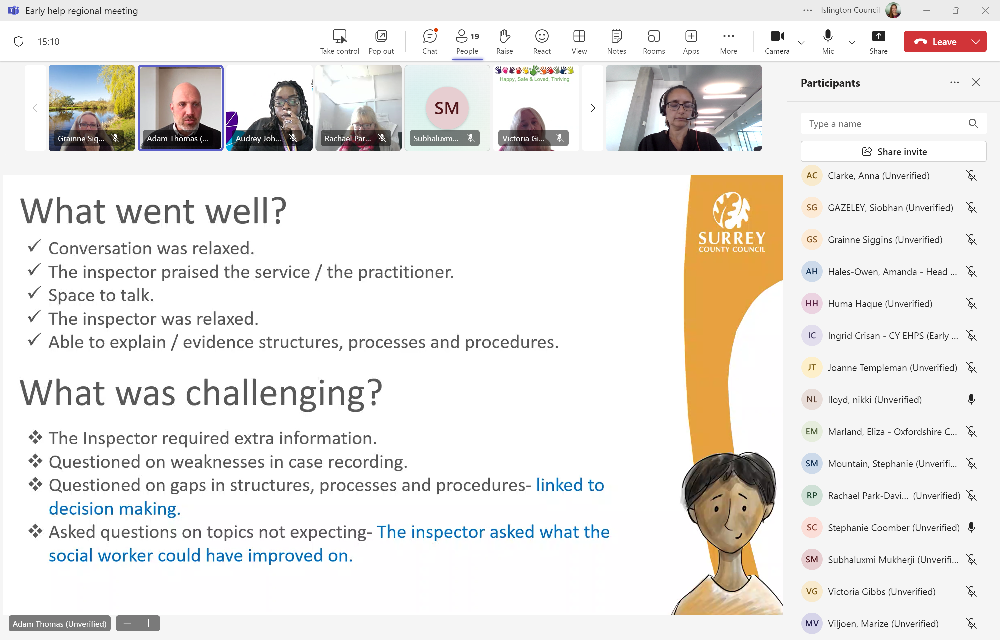 Early help regional meeting
Islington Council
15:10
Take control
Pop out
Chat
19
People
Raise
React
View
Notes
Rooms
Apps
More
Camera
Mic
Share
Leave
Grainne Sig...
Adam Thomas (...
Audrey Joh...
Rachael Par...
SM
Subhaluxm...
Happy, Safe & Loved, Thriving
Victoria Gi...
What went well?
Conversation was relaxed.
The inspector praised the service / the practitioner.
Space to talk.
The inspector was relaxed.
Able to explain / evidence structures, processes and procedures.
SURREY
COUNTY COUNCIL
What was challenging?
The Inspector required extra information.
Questioned on weaknesses in case recording.
Questioned on gaps in structures, processes and procedures- linked to
decision making.
Asked questions on topics not expecting- The inspector asked what the
social worker could have improved on.
Adam Thomas (Unverified)
Participants
Type a name
Share invite
AC Clarke, Anna (Unverified)
SG GAZELEY, Siobhan (Unverified)
GS Grainne Siggins (Unverified)
AH Hales-Owen, Amanda - Head ...
HH Huma Haque (Unverified)
IC Ingrid Crisan - CY EHPS (Early ...
JT Joanne Templeman (Unverified)
NL lloyd, nikki (Unverified)
EM Marland, Eliza - Oxfordshire C...
SM Mountain, Stephanie (Unverifi...
RP Rachael Park-Davi... (Unverified)
SC Stephanie Coomber (Unverified)
SM Subhaluxmi Mukherji (Unverifi...
VG Victoria Gibbs (Unverified)
MV Viljoen, Marize (Unverified)